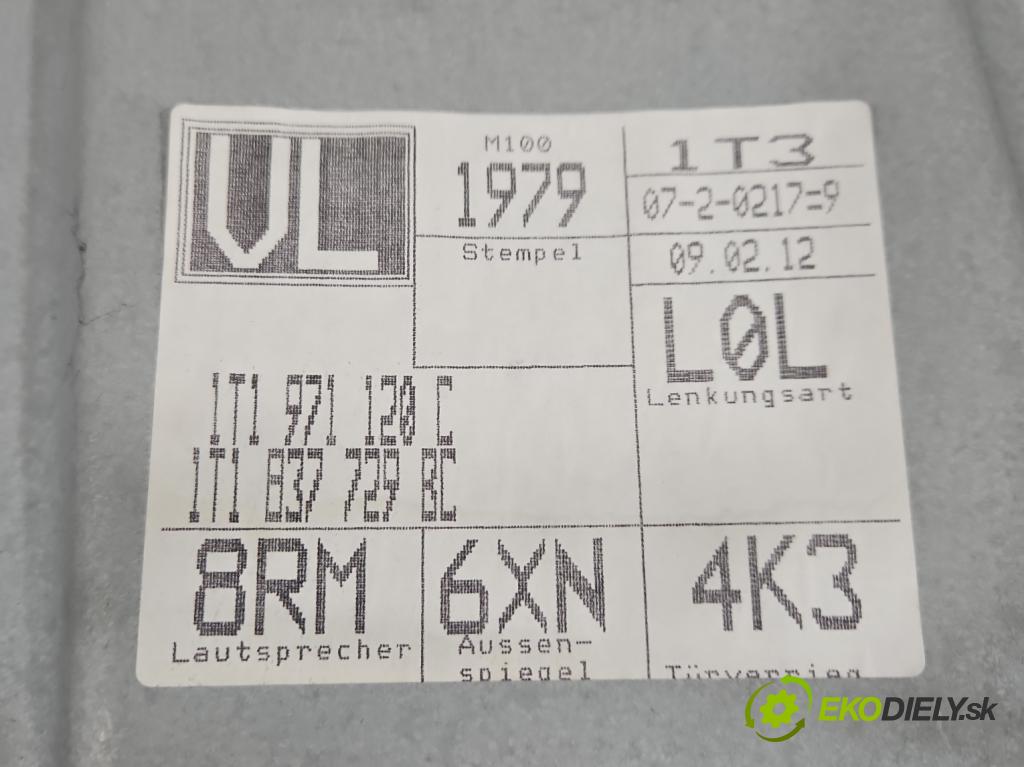 VL
M100
1979
Stempel
1T3
07-2-0217=9
09.02.12
L0L
Lenkungsart
1T1 971 120 C
1T1 837 729 BC
8RM
Lautsprecher
6XN
Aussen-
spiegel
4K3
Türverrieg
EKODIELY.sk